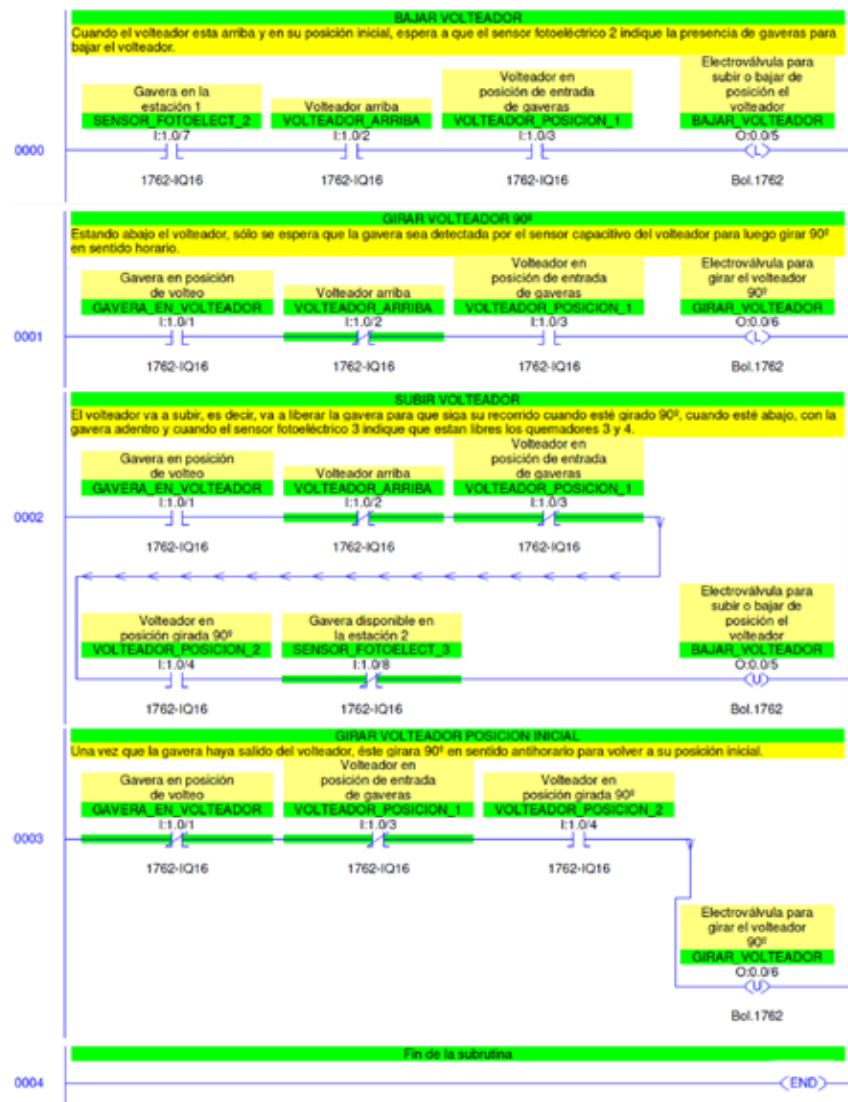 BAJAR VOLTEADOR
Cuando el volteador esta arriba y en su posición inicial, espera a que el sensor fotoeléctrico 2 indique la presencia de gaveras para
bajar el volteador.
Gavera en la
estación 1
SENSOR_FOTOELECT_2
I:1.0/7
1762-IQ16
Volteador arriba
VOLTEADOR_ARRIBA
I:1.0/2
1762-IQ16
Volteador en
posición de entrada
de gaveras
VOLTEADOR_POSICION_1
I:1.0/3
1762-IQ16
Electroválvula para
subir o bajar de
posición el
volteador
BAJAR_VOLTEADOR
O:0.0/5
L
Bol.1762
0000
GIRAR VOLTEADOR 90º
Estando abajo el volteador, sólo se espera que la gavera sea detectada por el sensor capacitivo del volteador para luego girar 90º
en sentido horario.
Gavera en posición
de volteo
GAVERA_EN_VOLTEADOR
I:1.0/1
1762-IQ16
Volteador arriba
VOLTEADOR_ARRIBA
I:1.0/2
1762-IQ16
Volteador en
posición de entrada
de gaveras
VOLTEADOR_POSICION_1
I:1.0/3
1762-IQ16
Electroválvula para
girar el volteador
90º
GIRAR_VOLTEADOR
O:0.0/6
L
Bol.1762
0001
SUBIR VOLTEADOR
El volteador va a subir, es decir, va a liberar la gavera para que siga su recorrido cuando esté girado 90º, cuando esté abajo, con la
gavera adentro y cuando el sensor fotoeléctrico 3 indique que estan libres los quemadores 3 y 4.
Gavera en posición
de volteo
GAVERA_EN_VOLTEADOR
I:1.0/1
1762-IQ16
Volteador arriba
VOLTEADOR_ARRIBA
I:1.0/2
1762-IQ16
Volteador en
posición de entrada
de gaveras
VOLTEADOR_POSICION_1
I:1.0/3
1762-IQ16
0002
Volteador en
posición girada 90º
VOLTEADOR_POSICION_2
I:1.0/4
1762-IQ16
Gavera disponible en
la estación 2
SENSOR_FOTOELECT_3
I:1.0/8
1762-IQ16
Electroválvula para
subir o bajar de
posición el
volteador
BAJAR_VOLTEADOR
O:0.0/5
U
Bol.1762
GIRAR VOLTEADOR POSICION INICIAL
Una vez que la gavera haya salido del volteador, éste girara 90º en sentido antihorario para volver a su posición inicial.
Gavera en posición
de volteo
GAVERA_EN_VOLTEADOR
I:1.0/1
1762-IQ16
Volteador en
posición de entrada
de gaveras
VOLTEADOR_POSICION_1
I:1.0/3
1762-IQ16
Volteador en
posición girada 90º
VOLTEADOR_POSICION_2
I:1.0/4
1762-IQ16
0003
Electroválvula para
girar el volteador
90º
GIRAR_VOLTEADOR
O:0.0/6
U
Bol.1762
Fin de la subrutina
0004
END